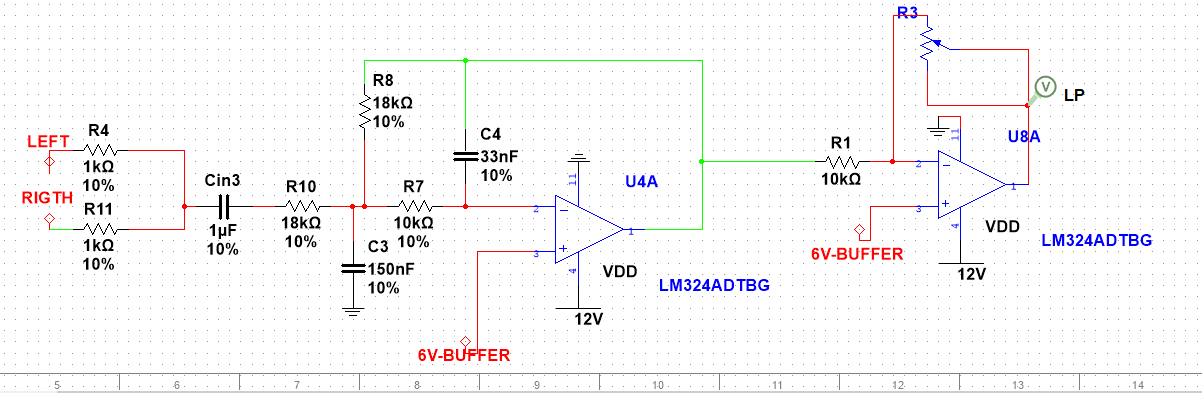 R3
LP
R8
18kΩ
10%
LEFT
R4
1kΩ
10%
C4
33nF
10%
11
U8A
R1
10kΩ
2
1
3
4
VDD
LM324ADTBG
12V
6V-BUFFER
RIGTH
R11
1kΩ
10%
Cin3
1µF
10%
R10
18kΩ
10%
R7
10kΩ
10%
C3
150nF
10%
11
U4A
2
1
3
4
VDD
LM324ADTBG
12V
6V-BUFFER
5 6 7 8 9 10 11 12 13 14